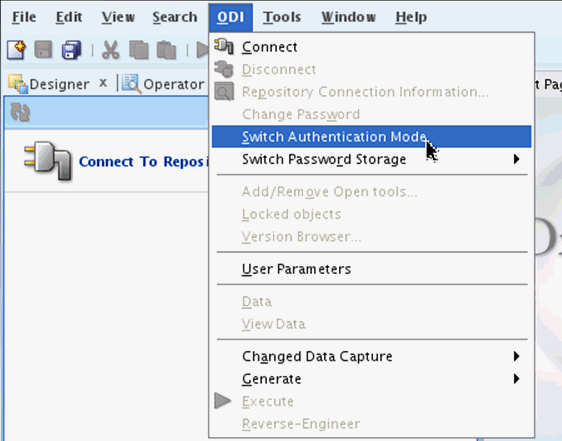 File Edit View Search ODI Tools Window Help
Connect
Disconnect
Repository Connection Information...
Change Password
Switch Authentication Mode
Switch Password Storage
Add/Remove Open tools...
Locked objects
Version Browser...
User Parameters
Data
View Data
Changed Data Capture
Generate
Execute
Reverse-Engineer
Designer x Operator
Connect To